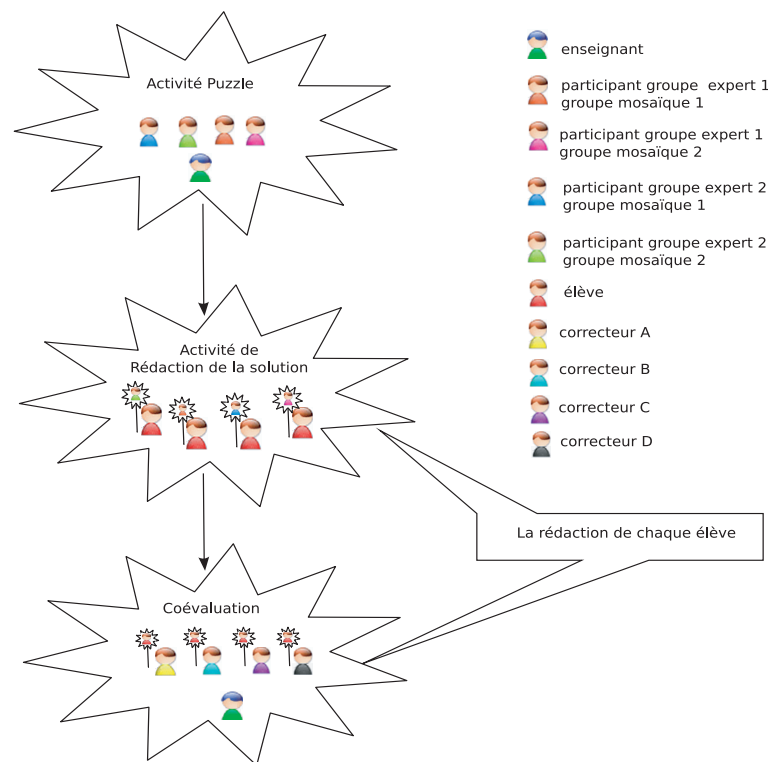 Activité Puzzle
enseignant
participant groupe expert 1
groupe mosaïque 1
participant groupe expert 1
groupe mosaïque 2
participant groupe expert 2
groupe mosaïque 1
participant groupe expert 2
groupe mosaïque 2
élève
correcteur A
correcteur B
correcteur C
correcteur D
Activité de
Rédaction de la solution
La rédaction de chaque élève
Coévaluation